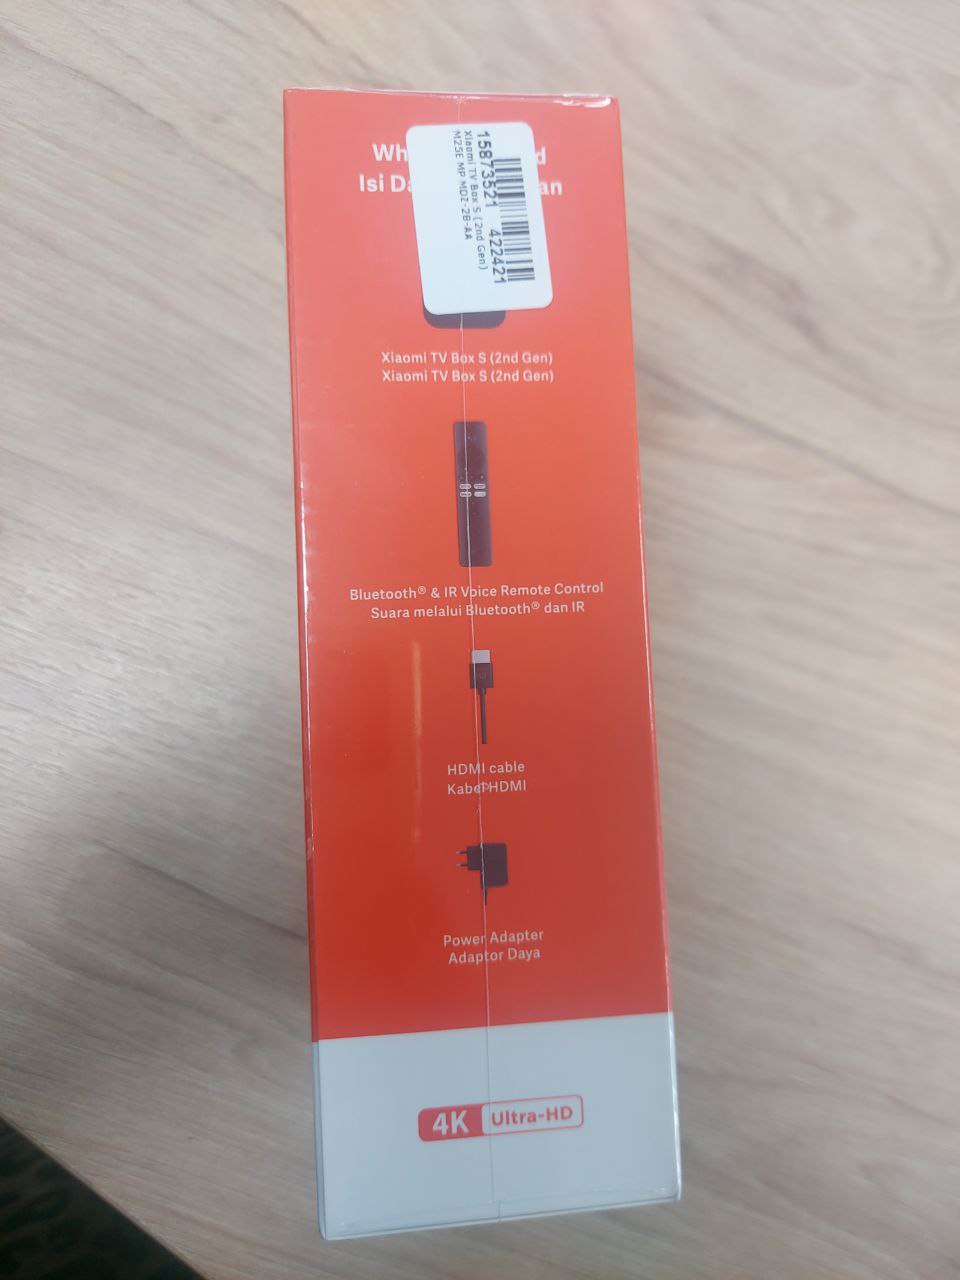 15873521 422421
Xiaomi TV Box S (2nd Gen)
M25E MP MDZ-28-AA
Xiaomi TV Box S (2nd Gen)
Xiaomi TV Box S (2nd Gen)
Bluetooth® & IR Voice Remote Control
Suara melalui Bluetooth® dan IR
HDMI cable
Kabel HDMI
Power Adapter
Adaptor Daya
4K Ultra-HD